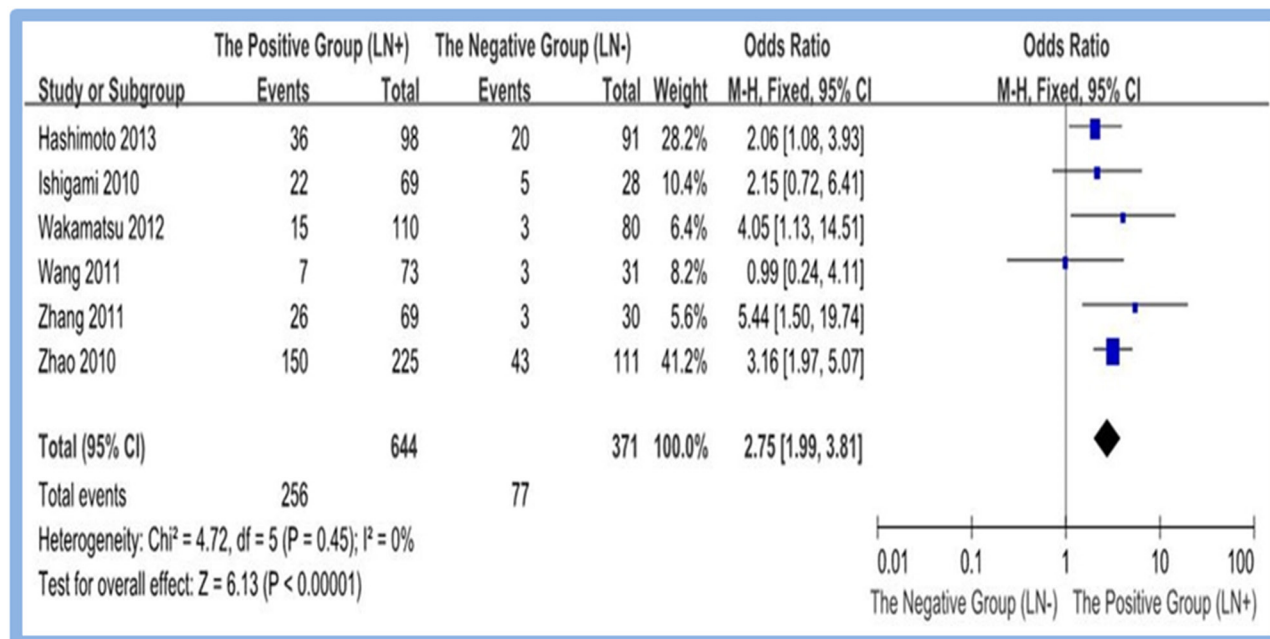 The Positive Group (LN+) The Negative Group (LN-) Odds Ratio Odds Ratio
Study or Subgroup Events Total Events Total Weight M-H, Fixed, 95% CI M-H, Fixed, 95% CI
Hashimoto 2013 36 98 20 91 28.2% 2.06 [1.08, 3.93]
Ishigami 2010 22 69 5 28 10.4% 2.15 [0.72, 6.41]
Wakamatsu 2012 15 110 3 80 6.4% 4.05 [1.13, 14.51]
Wang 2011 7 73 3 31 8.2% 0.99 [0.24, 4.11]
Zhang 2011 26 69 3 30 5.6% 5.44 [1.50, 19.74]
Zhao 2010 150 225 43 111 41.2% 3.16 [1.97, 5.07]
Total (95% CI) 644 371 100.0% 2.75 [1.99, 3.81]
Total events 256 77
Heterogeneity: Chi² = 4.72, df = 5 (P = 0.45); I² = 0%
Test for overall effect: Z = 6.13 (P < 0.00001)
0.01 0.1 1 10 100
The Negative Group (LN-) The Positive Group (LN+)